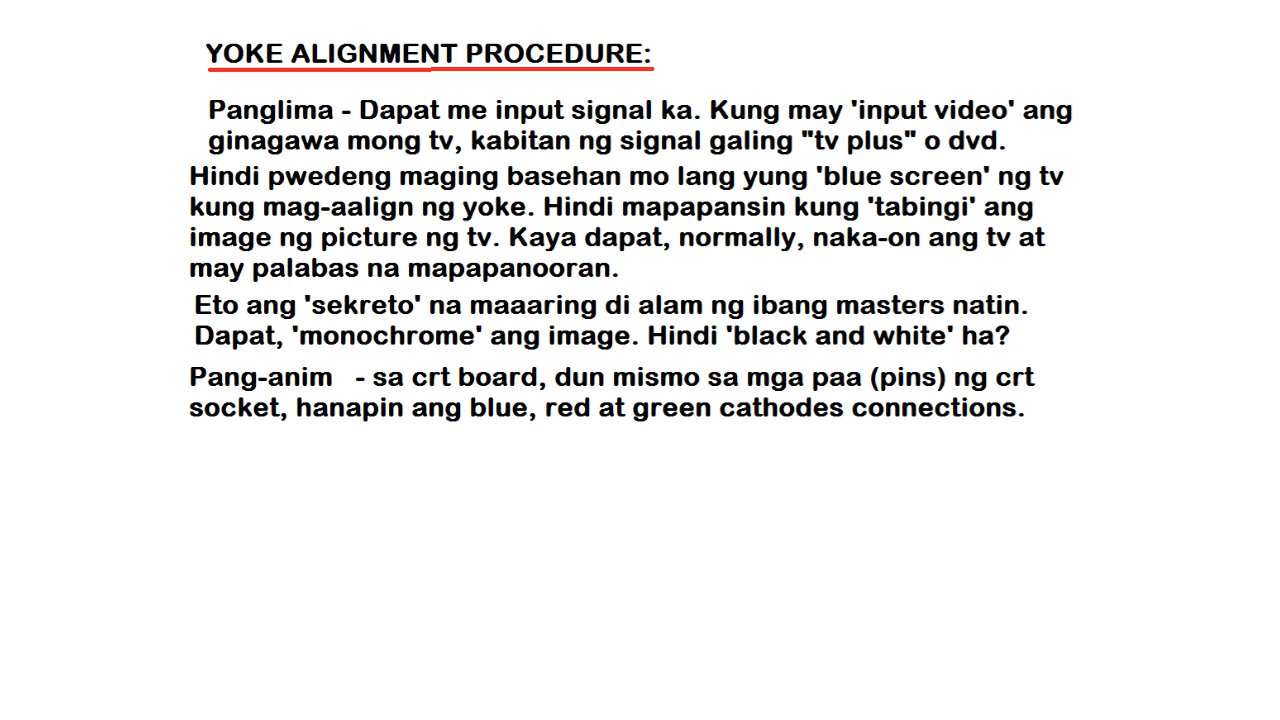 YOKE ALIGNMENT PROCEDURE:
Panglima - Dapat me input signal ka. Kung may 'input video' ang
ginagawa mong tv, kabitan ng signal galing "tv plus" o dvd.
Hindi pwedeng maging basehan mo lang yung 'blue screen' ng tv
kung mag-aalign ng yoke. Hindi mapapansin kung 'tabingi' ang
image ng picture ng tv. Kaya dapat, normally, naka-on ang tv at
may palabas na mapapanooran.
Eto ang 'sekreto' na maaaring di alam ng ibang masters natin.
Dapat, 'monochrome' ang image. Hindi 'black and white' ha?
Pang-anim - sa crt board, dun mismo sa mga paa (pins) ng crt
socket, hanapin ang blue, red at green cathodes connections.